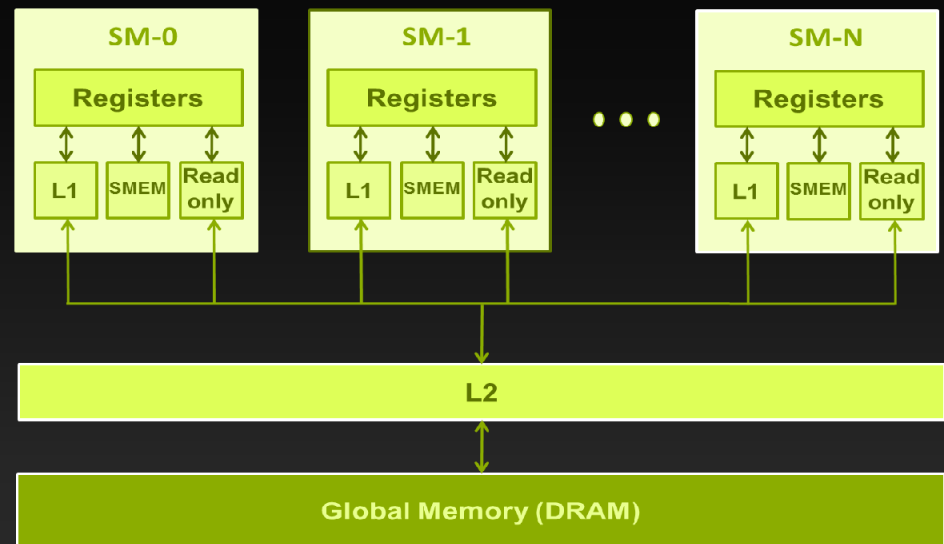 SM-0
Registers
L1
SMEM
Read
only
SM-1
Registers
L1
SMEM
Read
only
SM-N
Registers
L1
SMEM
Read
only
L2
Global Memory (DRAM)